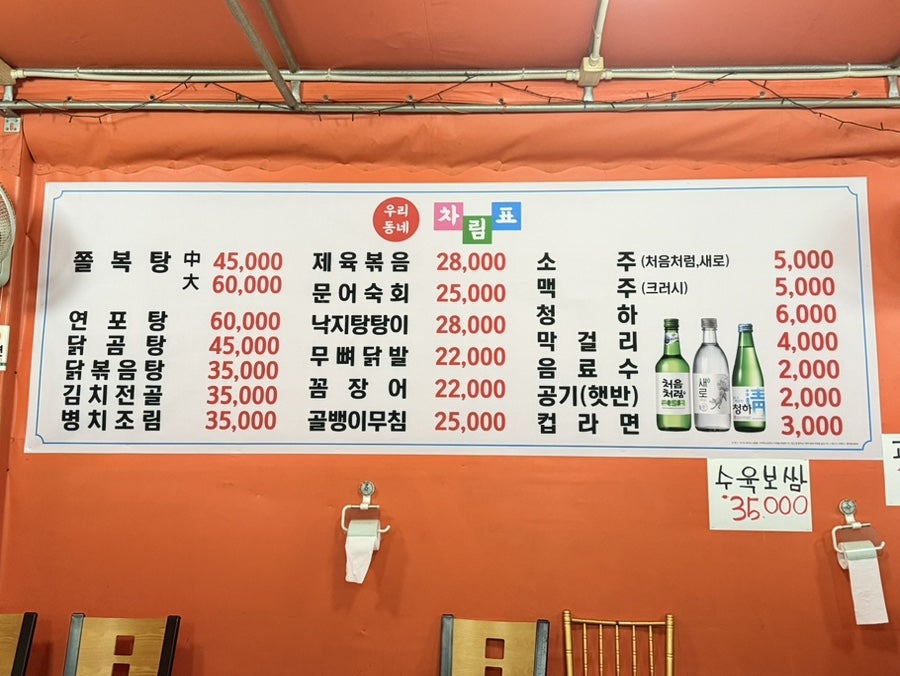 우리
동네
차림표
쫄복탕 中 45,000
大 60,000
연포탕 60,000
닭곰탕 45,000
닭볶음탕 35,000
김치전골 35,000
병치조림 35,000
제육볶음 28,000
문어숙회 25,000
낙지탕탕이 28,000
무뼈닭발 22,000
꼼장어 22,000
골뱅이무침 25,000
소주(처음처럼,새로) 5,000
맥주(크러시) 5,000
청하 6,000
막걸리 4,000
음료수 2,000
공기(햇반) 2,000
컵라면 3,000
처음
처럼
새로
청하 淸
수육보쌈
35,000